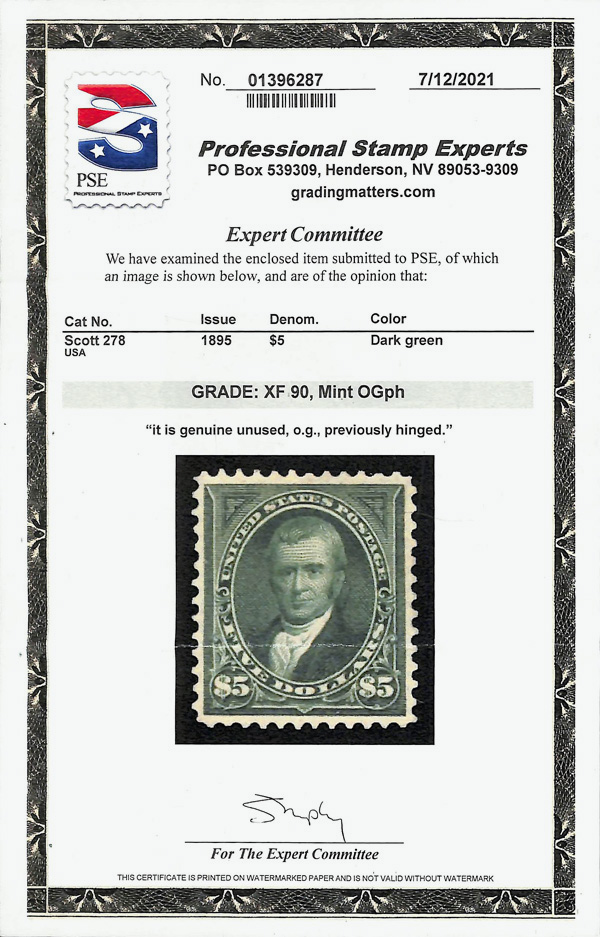 No. 01396287
7/12/2021
PSE
PROFESSIONAL STAMP EXPERTS
Professional Stamp Experts
PO Box 539309, Henderson, NV 89053-9309
gradingmatters.com
Expert Committee
We have examined the enclosed item submitted to PSE, of which
an image is shown below, and are of the opinion that:
Cat No. Issue Denom. Color
Scott 278 1895 $5 Dark green
USA
GRADE: XF 90, Mint OGph
“it is genuine unused, o.g., previously hinged.”
UNITED STATES POSTAGE
FIVE DOLLARS
$5 $5
For The Expert Committee
THIS CERTIFICATE IS PRINTED ON WATERMARKED PAPER AND IS NOT VALID WITHOUT WATERMARK